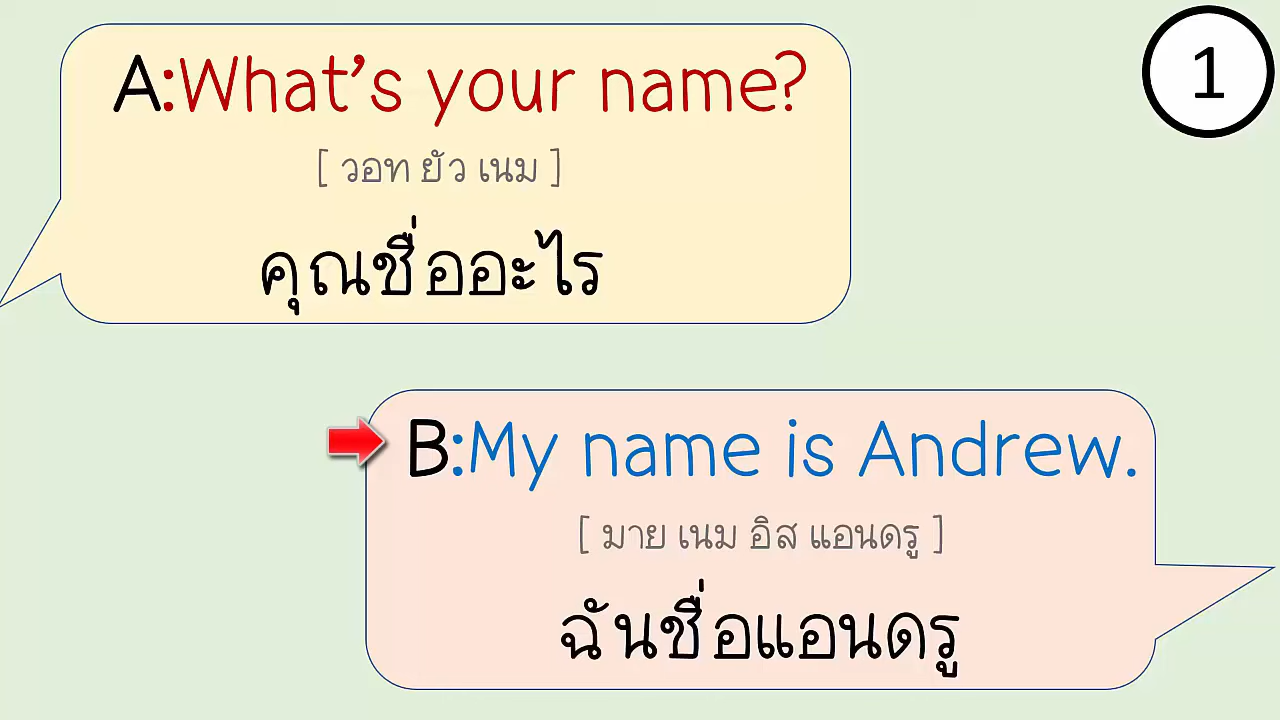 1
A:What's your name?
[ วอท ยัว เนม ]
คุณชื่ออะไร
B:My name is Andrew.
[ มาย เนม อิส แอนดรู ]
ฉันชื่อแอนดรู